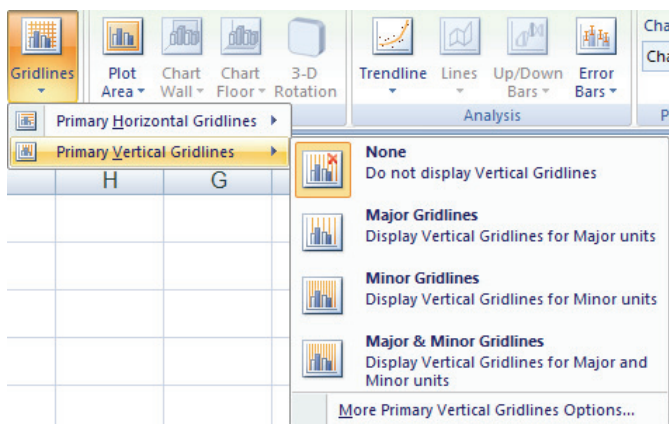 Cha
Cha
Gridlines
Plot
Area
Chart
Wall
Chart
Floor
3-D
Rotation
Trendline
Lines
Up/Down
Bars
Error
Bars
Analysis
P
Primary Horizontal Gridlines
Primary Vertical Gridlines
H
G
None
Do not display Vertical Gridlines
Major Gridlines
Display Vertical Gridlines for Major units
Minor Gridlines
Display Vertical Gridlines for Minor units
Major & Minor Gridlines
Display Vertical Gridlines for Major and
Minor units
More Primary Vertical Gridlines Options...